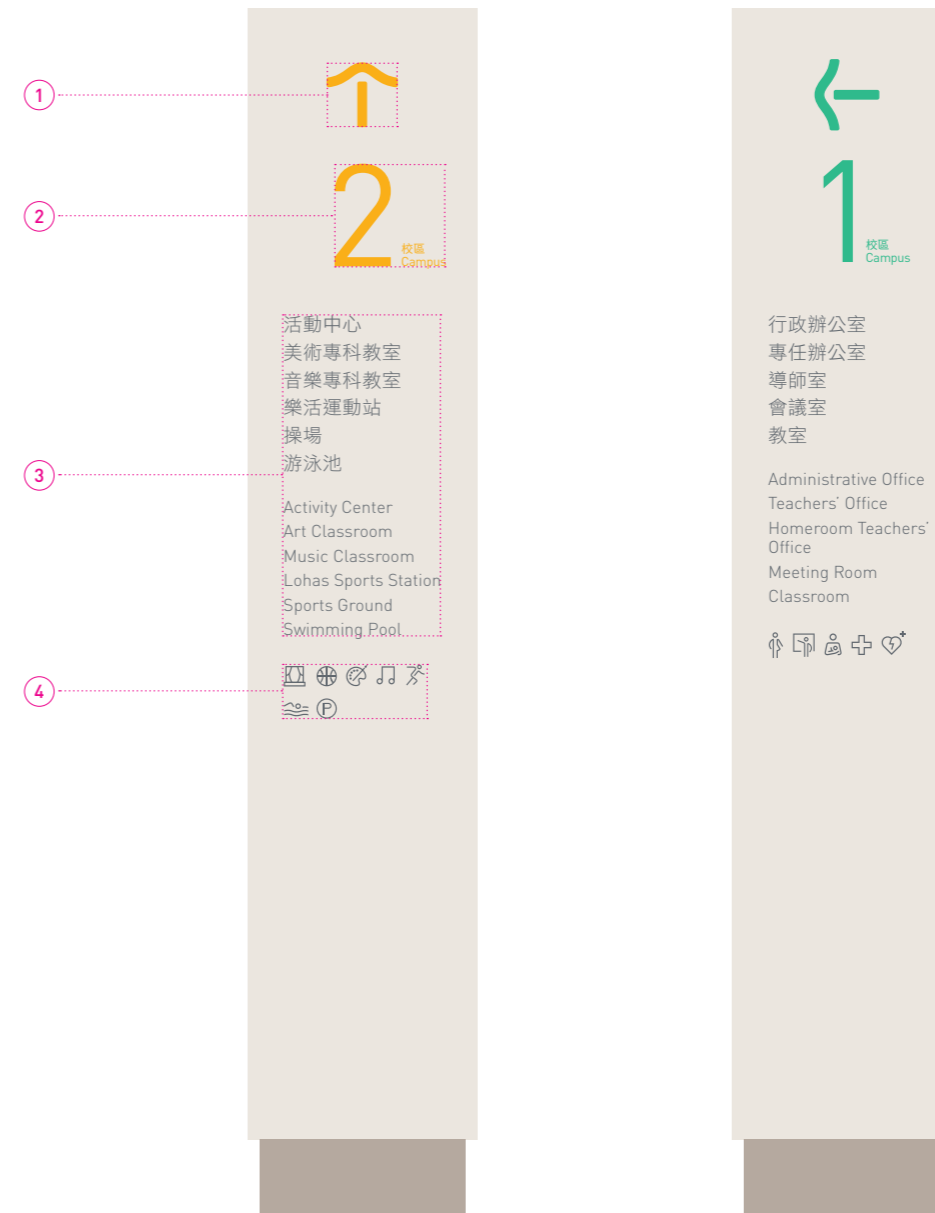 1
2
3
4
2
校區
Campus
活動中心
美術專科教室
音樂專科教室
樂活運動站
操場
游泳池
Activity Center
Art Classroom
Music Classroom
Lohas Sports Station
Sports Ground
Swimming Pool
P
1
校區
Campus
行政辦公室
專任辦公室
導師室
會議室
教室
Administrative Office
Teachers' Office
Homeroom Teachers'
Office
Meeting Room
Classroom